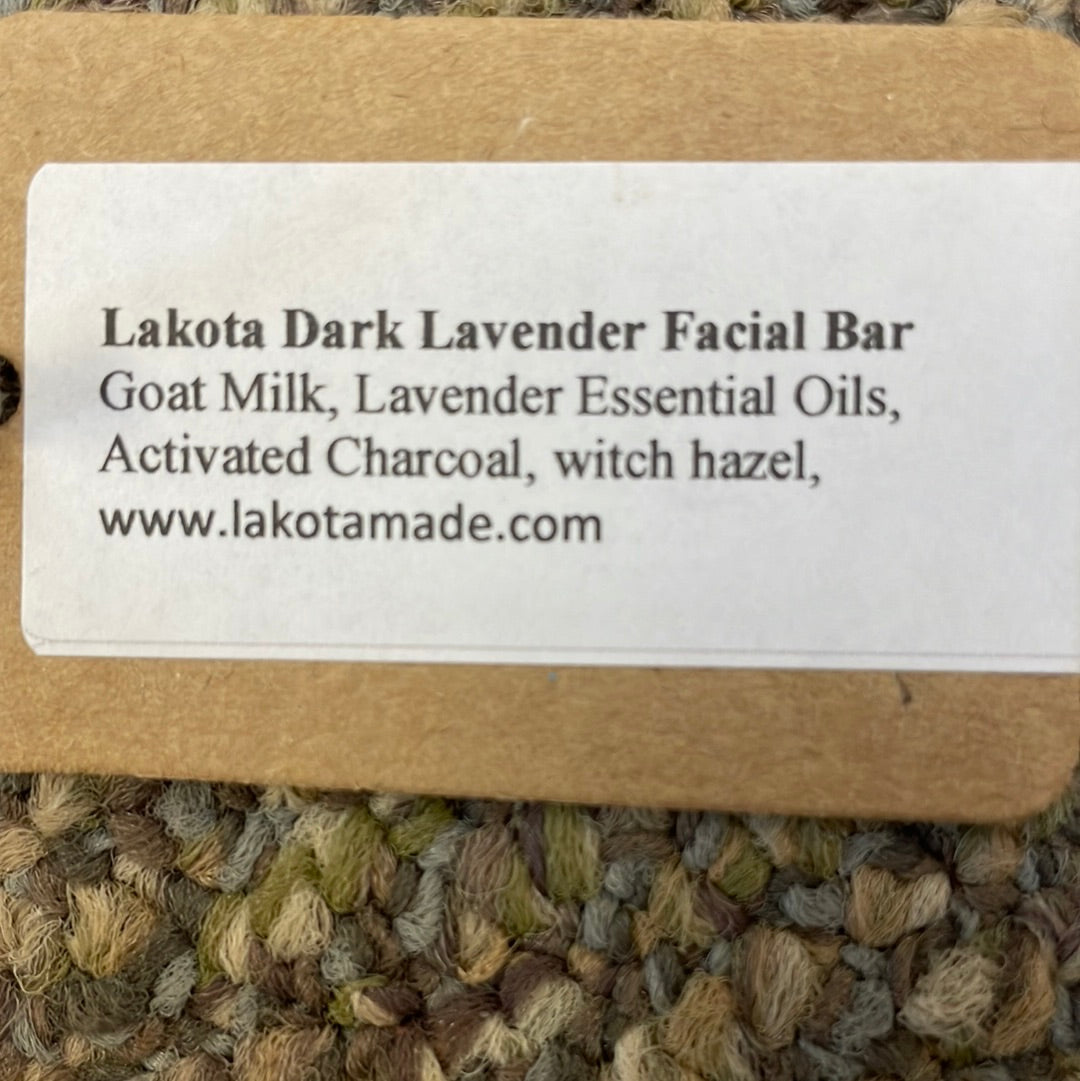 Lakota Dark Lavender Facial Bar
Goat Milk, Lavender Essential Oils,
Activated Charcoal, witch hazel,
www.lakotamade.com